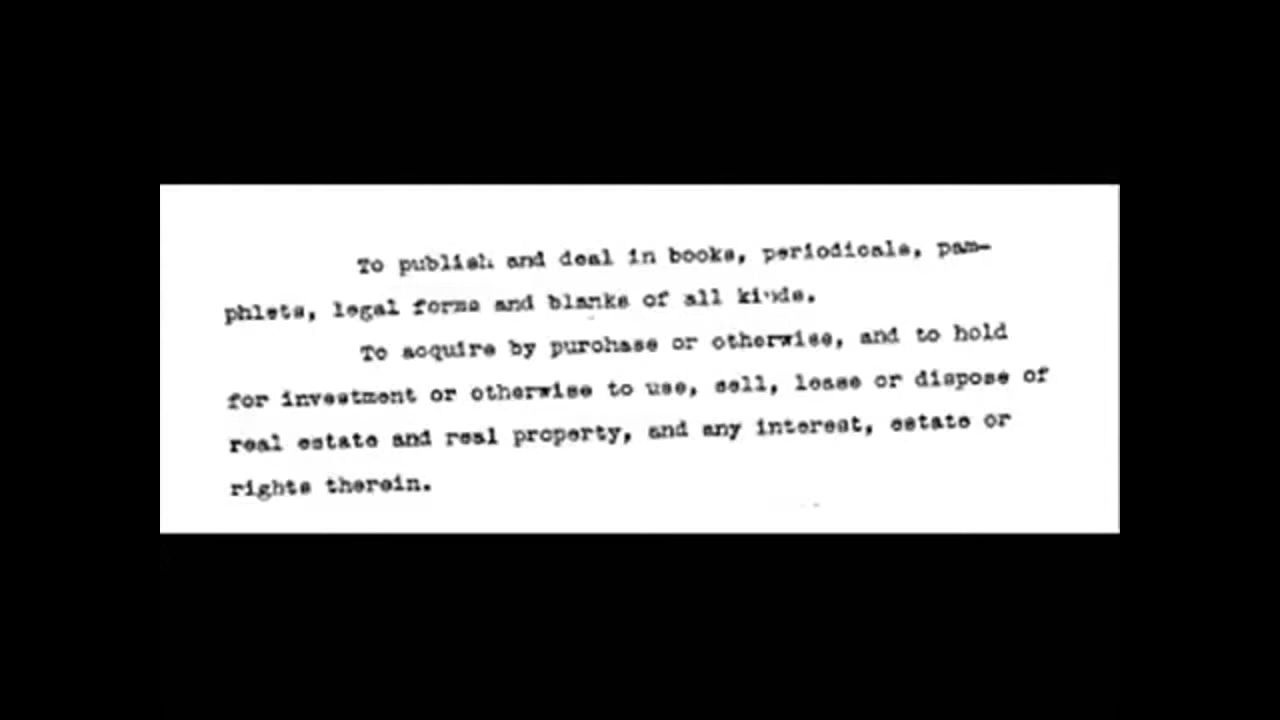 To publish and deal in books, periodicals, pam-
phlets, legal forms and blanks of all kinds.
To acquire by purchase or otherwise, and to hold
for investment or otherwise to use, sell, lease or dispose of
real estate and real property, and any interest, estate or
rights therein.